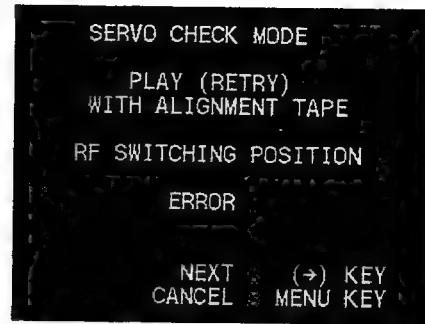 SERVO CHECK MODE
PLAY (RETRY)
WITH ALIGNMENT TAPE
RF SWITCHING POSITION
ERROR
NEXT (→) KEY
CANCEL MENU KEY